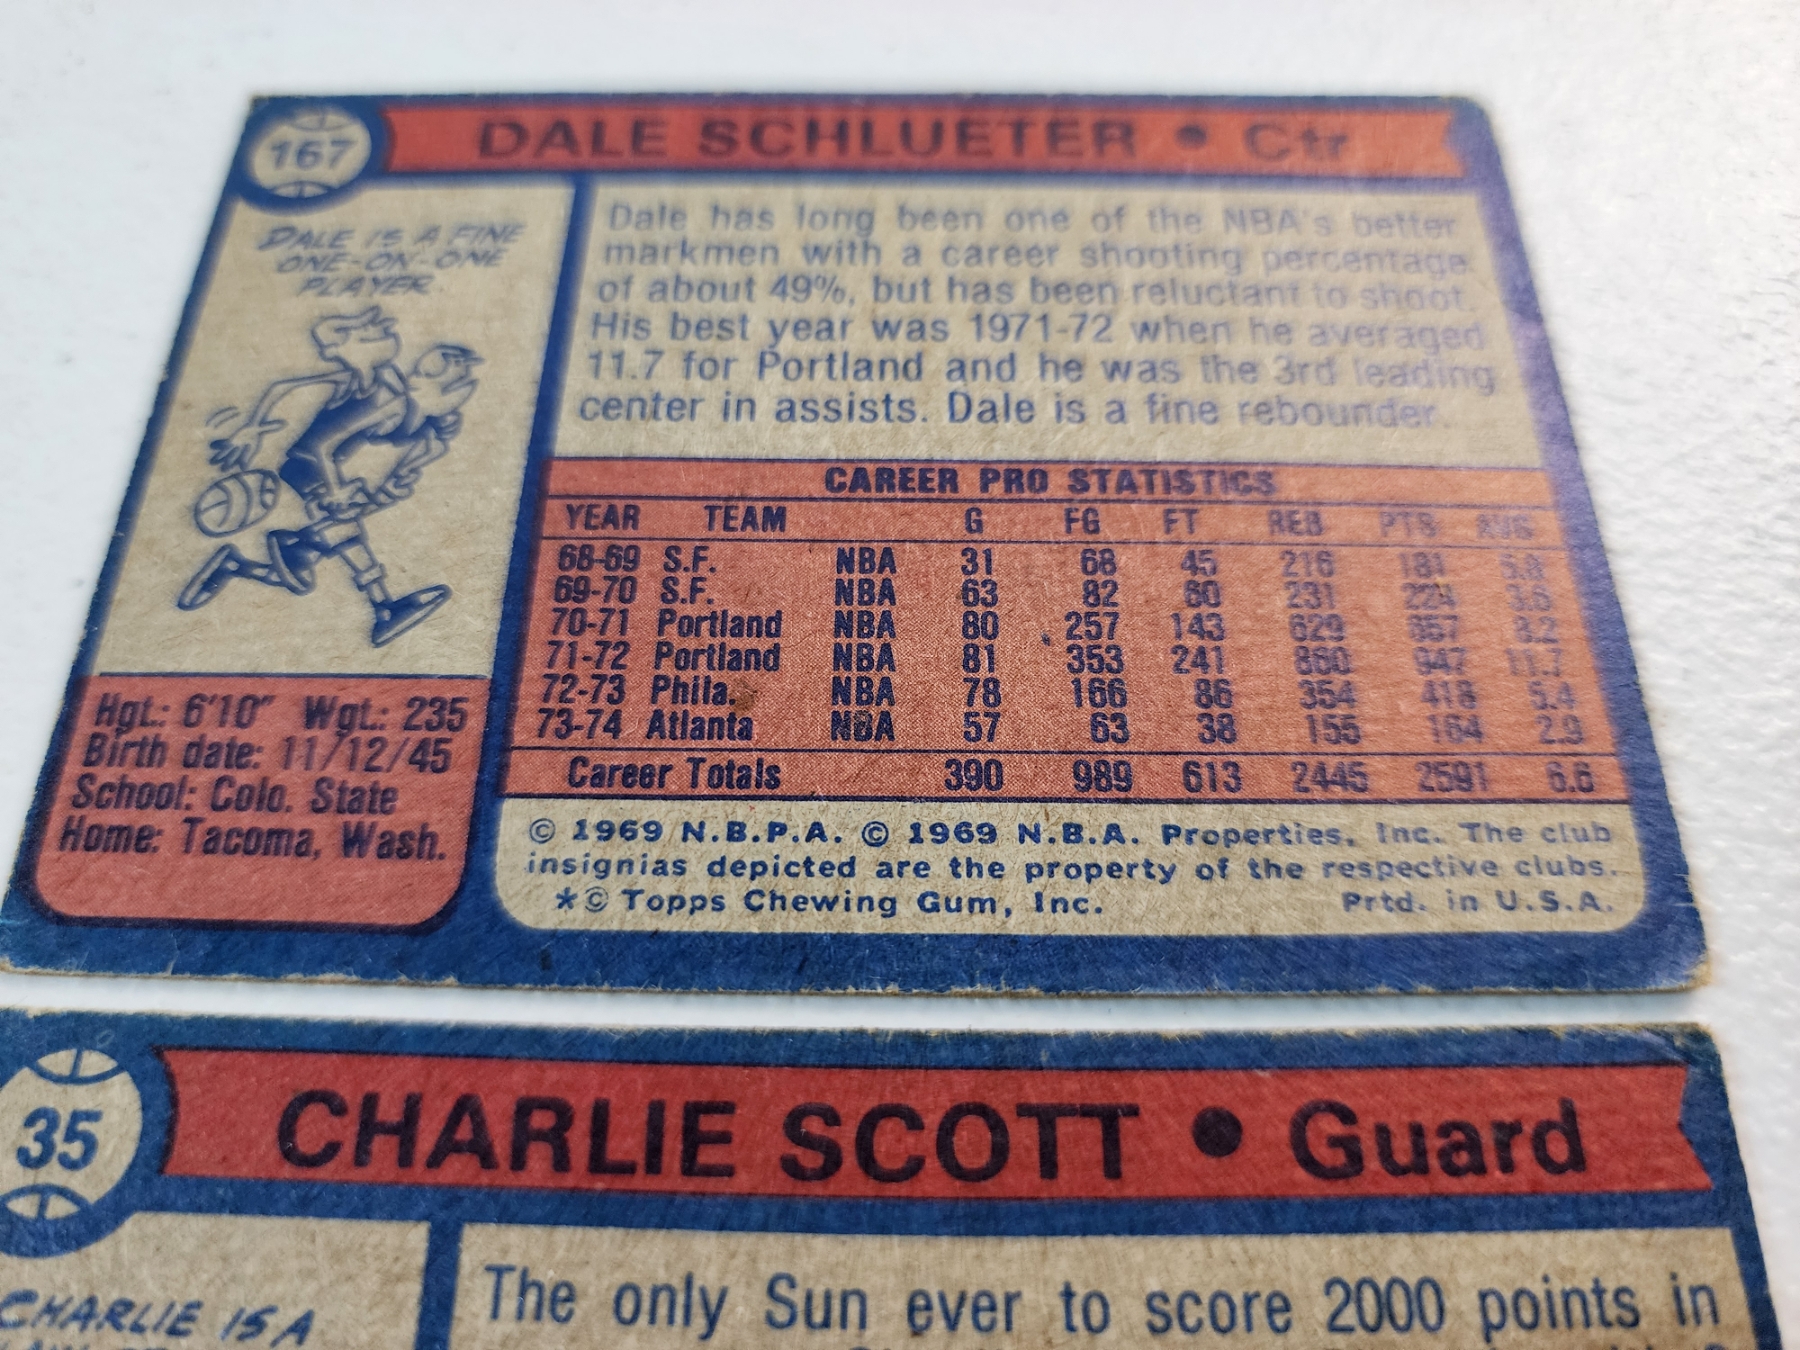 167
DALE SCHLUETER • Ctr
DALE IS A FINE
ONE-ON-ONE
PLAYER
Dale has long been one of the NBA's better
markmen with a career shooting percentage
of about 49%, but has been reluctant to shoot.
His best year was 1971-72 when he averaged
11.7 for Portland and he was the 3rd leading
center in assists. Dale is a fine rebounder.
CAREER PRO STATISTICS
YEAR TEAM G FG FT REB PTS AVG
68-69 S.F. NBA 31 68 45 216 181 5.8
69-70 S.F. NBA 63 82 60 231 224 3.6
70-71 Portland NBA 80 257 143 629 657 8.2
71-72 Portland NBA 81 353 241 860 947 11.7
72-73 Phila. NBA 78 166 86 354 418 5.4
73-74 Atlanta NBA 57 63 38 155 164 2.9
Career Totals 390 989 613 2445 2591 6.6
Hgt.: 6'10" Wgt.: 235
Birth date: 11/12/45
School: Colo. State
Home: Tacoma, Wash.
© 1969 N.B.P.A. © 1969 N.B.A. Properties, Inc. The club
insignias depicted are the property of the respective clubs.
*© Topps Chewing Gum, Inc. Prtd. in U.S.A.
35
CHARLIE SCOTT • Guard
CHARLIE IS A
The only Sun ever to score 2000 points in